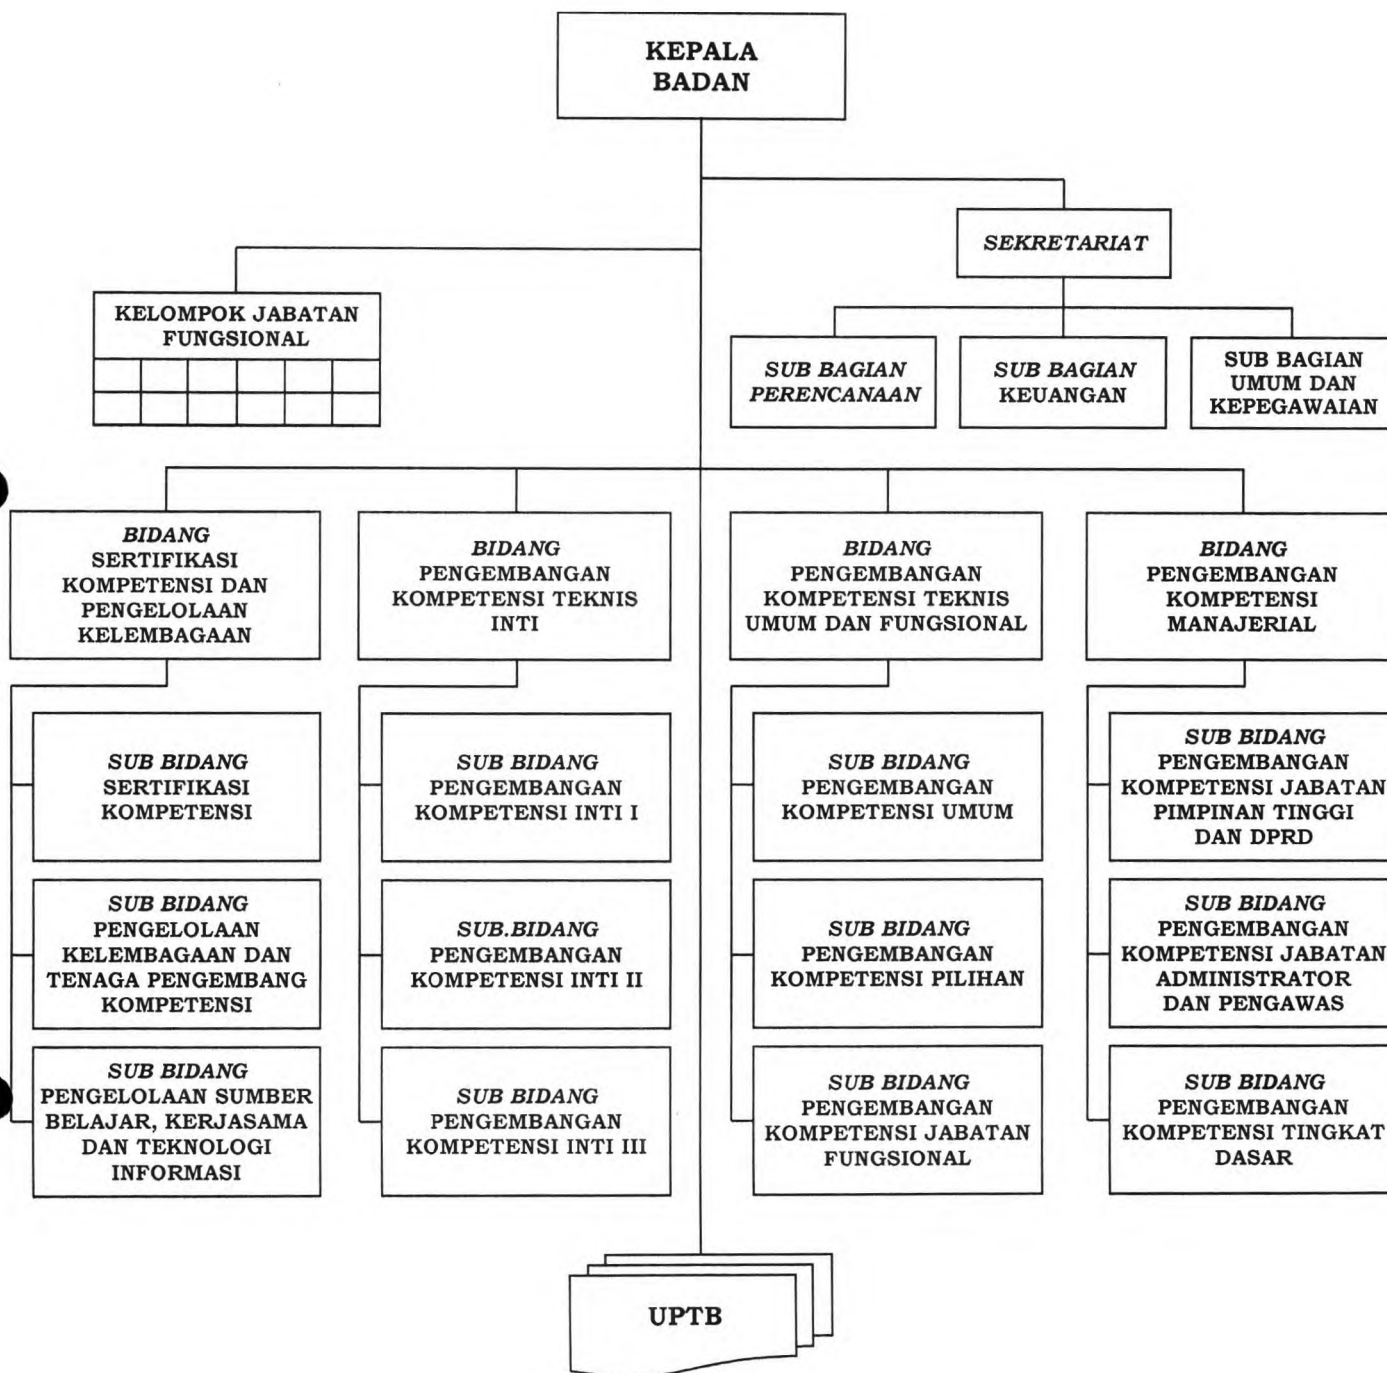 KEPALA
BADAN
SEKRETARIAT
KELOMPOK JABATAN
FUNGSIONAL
SUB BAGIAN
PERENCANAAN
SUB BAGIAN
KEUANGAN
SUB BAGIAN
UMUM DAN
KEPEGAWAIAN
BIDANG
SERTIFIKASI
KOMPETENSI DAN
PENGELOLAAN
KELEMBAGAAN
BIDANG
PENGEMBANGAN
KOMPETENSI TEKNIS
INTI
BIDANG
PENGEMBANGAN
KOMPETENSI TEKNIS
UMUM DAN FUNGSIONAL
BIDANG
PENGEMBANGAN
KOMPETENSI
MANAJERIAL
SUB BIDANG
SERTIFIKASI
KOMPETENSI
SUB BIDANG
PENGEMBANGAN
KOMPETENSI INTI I
SUB BIDANG
PENGEMBANGAN
KOMPETENSI UMUM
SUB BIDANG
PENGEMBANGAN
KOMPETENSI JABATAN
PIMPINAN TINGGI
DAN DPRD
SUB BIDANG
PENGELOLAAN
KELEMBAGAAN DAN
TENAGA PENGEMBANG
KOMPETENSI
SUB.BIDANG
PENGEMBANGAN
KOMPETENSI INTI II
SUB BIDANG
PENGEMBANGAN
KOMPETENSI PILIHAN
SUB BIDANG
PENGEMBANGAN
KOMPETENSI JABATAN
ADMINISTRATOR
DAN PENGAWAS
SUB BIDANG
PENGELOLAAN SUMBER
BELAJAR, KERJASAMA
DAN TEKNOLOGI
INFORMASI
SUB BIDANG
PENGEMBANGAN
KOMPETENSI INTI III
SUB BIDANG
PENGEMBANGAN
KOMPETENSI JABATAN
FUNGSIONAL
SUB BIDANG
PENGEMBANGAN
KOMPETENSI TINGKAT
DASAR
UPTB